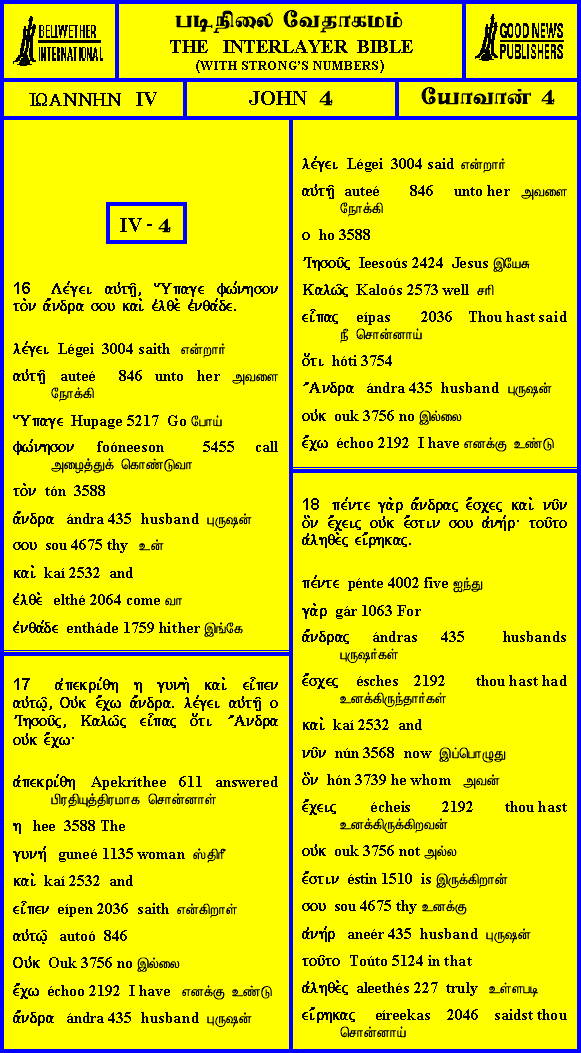 BELLWETHER
INTERNATIONAL
படிநிலை வேதாகமம்
THE INTERLAYER BIBLE
(WITH STRONG'S NUMBERS)
GOOD NEWS
PUBLISHERS
ΙΩΑΝΝΗΝ IV
JOHN 4
யோவான் 4
IV - 4
16 Λέγει αὐτῇ, Ὕπαγε φώνησον
τὸν ἄνδρα σου καὶ ἐλθὲ ἐνθάδε.
λέγει Légei 3004 saith என்றார்
αὐτῇ auteé 846 unto her அவளை
நோக்கி
Ὕπαγε Hupage 5217 Go போய்
φώνησον foóneeson 5455 call
அழைத்துக் கொண்டுவா
τὸν tón 3588
ἄνδρα ándra 435 husband புருஷன்
σου sou 4675 thy உன்
καὶ kaí 2532 and
ἐλθὲ elthé 2064 come வா
ἐνθάδε entháde 1759 hither இங்கே
17 ἀπεκρίθη η γυνὴ καὶ εἶπεν
αὐτῷ, Οὐκ ἔχω ἄνδρα. λέγει αὐτῇ ο
Ἰησοῦς, Καλῶς εἶπας ὅτι Ἄνδρα
οὐκ ἔχω·
ἀπεκρίθη Apekríthee 611 answered
பிரதியுத்திரமாக சொன்னாள்
η hee 3588 The
γυνή guneé 1135 woman ஸ்திரீ
καὶ kaí 2532 and
εἶπεν eípen 2036 saith என்கிறாள்
αὐτῷ autoó 846
Οὐκ Ouk 3756 no இல்லை
ἔχω échoo 2192 I have எனக்கு உண்டு
ἄνδρα ándra 435 husband புருஷன்
λέγει Légei 3004 said என்றார்
αὐτῇ auteé 846 unto her அவளை
நோக்கி
ο ho 3588
Ἰησοῦς Ieesoús 2424 Jesus இயேசு
Καλῶς Kaloós 2573 well சரி
εἶπας eípas 2036 Thou hast said
நீ சொன்னாய்
ὅτι hóti 3754
Ἄνδρα ándra 435 husband புருஷன்
οὐκ ouk 3756 no இல்லை
ἔχω échoo 2192 I have எனக்கு உண்டு
18 πέντε γὰρ ἄνδρας ἔσχες καὶ νῦν
ὃν ἔχεις οὐκ ἔστιν σου ἀνήρ· τοῦτο
ἀληθὲς εἴρηκας.
πέντε pénte 4002 five ஐந்து
γὰρ gár 1063 For
ἄνδρας ándras 435 husbands
புருஷர்கள்
ἔσχες ésches 2192 thou hast had
உனக்கிருந்தார்கள்
καὶ kaí 2532 and
νῦν nún 3568 now இப்பொழுது
ὃν hón 3739 he whom அவன்
ἔχεις écheis 2192 thou hast
உனக்கிருக்கிறவன்
οὐκ ouk 3756 not அல்ல
ἔστιν éstin 1510 is இருக்கிறான்
σου sou 4675 thy உனக்கு
ἀνήρ aneér 435 husband புருஷன்
τοῦτο Toúto 5124 in that
ἀληθὲς aleethés 227 truly உள்ளபடி
εἴρηκας eíreekas 2046 saidst thou
சொன்னாய்